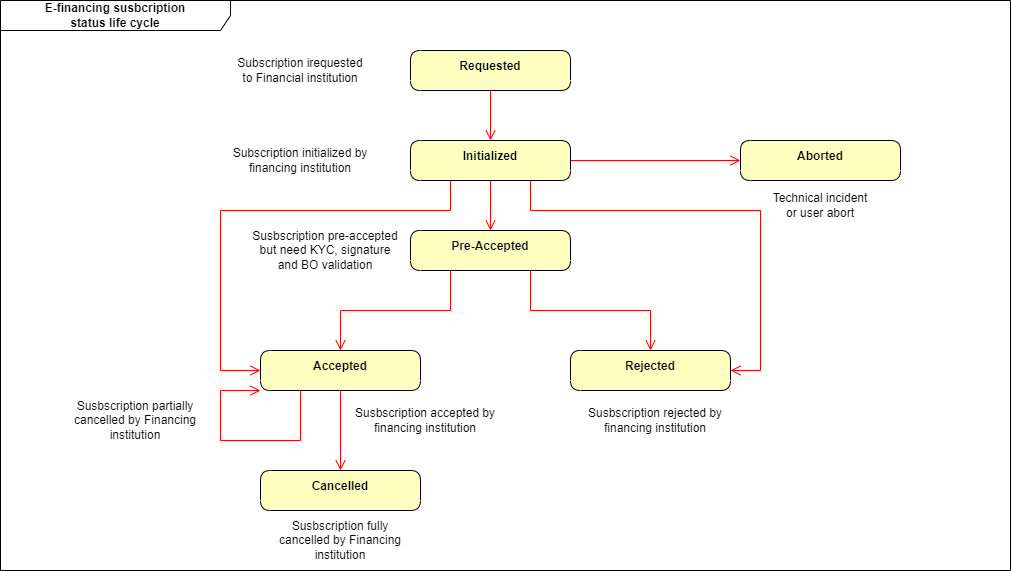 E-financing susbcription
status life cycle
Subscription irequested
to Financial institution
Requested
Subscription initialized by
financing institution
Initialized
Aborted
Technical incident
or user abort
Susbscription pre-accepted
but need KYC, signature
and BO validation
Pre-Accepted
Accepted
Rejected
Susbscription partially
cancelled by Financing
institution
Susbscription accepted by
financing institution
Susbscription rejected by
financing institution
Cancelled
Susbscription fully
cancelled by Financing
institution